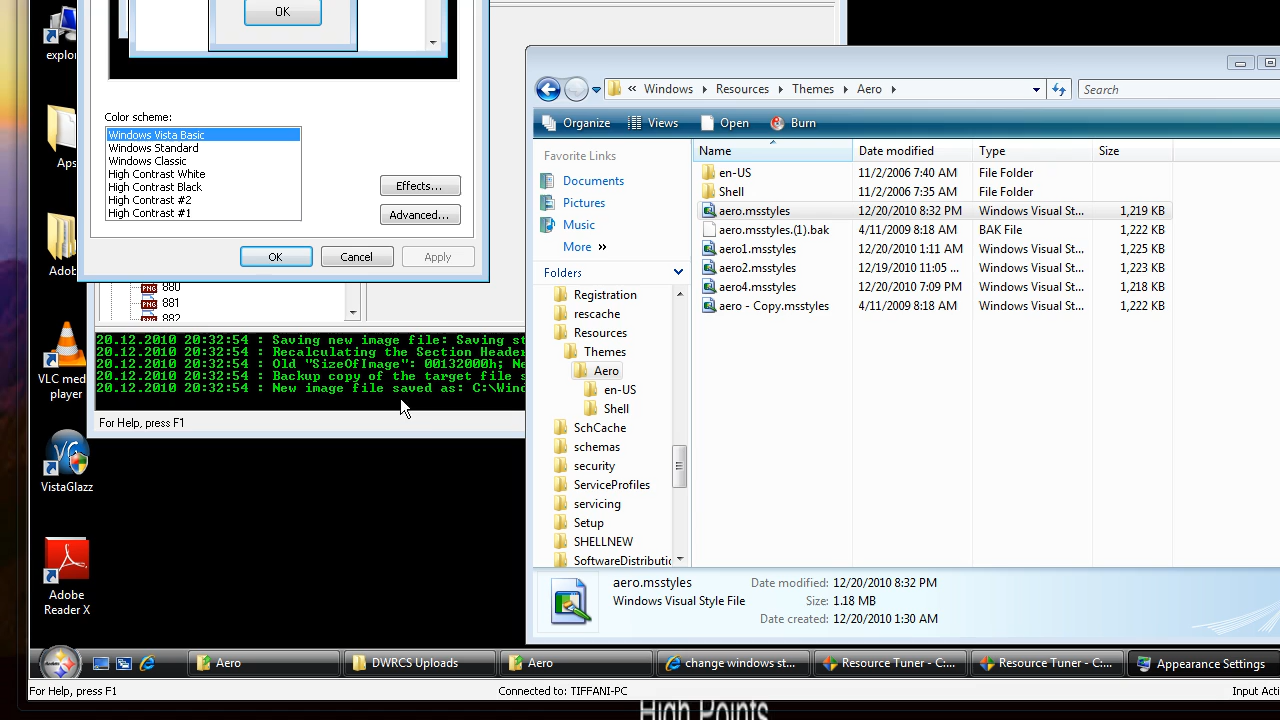 OK
explor
Aps
Adob
VLC med
player
VistaGlazz
Adobe
Reader X
Color scheme:
Windows Vista Basic
Windows Standard
Windows Classic
High Contrast White
High Contrast Black
High Contrast #2
High Contrast #1
Effects...
Advanced...
OK
Cancel
Apply
880
881
882
20.12.2010 20:32:54 : Saving new image file: Saving st
20.12.2010 20:32:54 : Recalculating the Section Header
20.12.2010 20:32:54 : Old "SizeOfImage": 00132000h; Ne
20.12.2010 20:32:54 : Backup copy of the target file s
20.12.2010 20:32:54 : New image file saved as: C:\Wind
For Help, press F1
« Windows Resources Themes Aero
Search
Organize Views Open Burn
Favorite Links
Documents
Pictures
Music
More »
Folders
Registration
rescache
Resources
Themes
Aero
en-US
Shell
SchCache
schemas
security
ServiceProfiles
servicing
Setup
SHELLNEW
SoftwareDistributic
Name Date modified Type Size
en-US 11/2/2006 7:40 AM File Folder
Shell 11/2/2006 7:35 AM File Folder
aero.msstyles 12/20/2010 8:32 PM Windows Visual St... 1,219 KB
aero.msstyles.(1).bak 4/11/2009 8:18 AM BAK File 1,222 KB
aero1.msstyles 12/20/2010 1:11 AM Windows Visual St... 1,225 KB
aero2.msstyles 12/19/2010 11:05 ... Windows Visual St... 1,223 KB
aero4.msstyles 12/20/2010 7:09 PM Windows Visual St... 1,218 KB
aero - Copy.msstyles 4/11/2009 8:18 AM Windows Visual St... 1,222 KB
aero.msstyles Date modified: 12/20/2010 8:32 PM
Windows Visual Style File Size: 1.18 MB
Date created: 12/20/2010 1:30 AM
Aero
DWRCS Uploads
Aero
change windows st...
Resource Tuner - C:...
Resource Tuner - C:...
Appearance Settings
For Help, press F1
Connected to: TIFFANI-PC
Input Acti
High Points